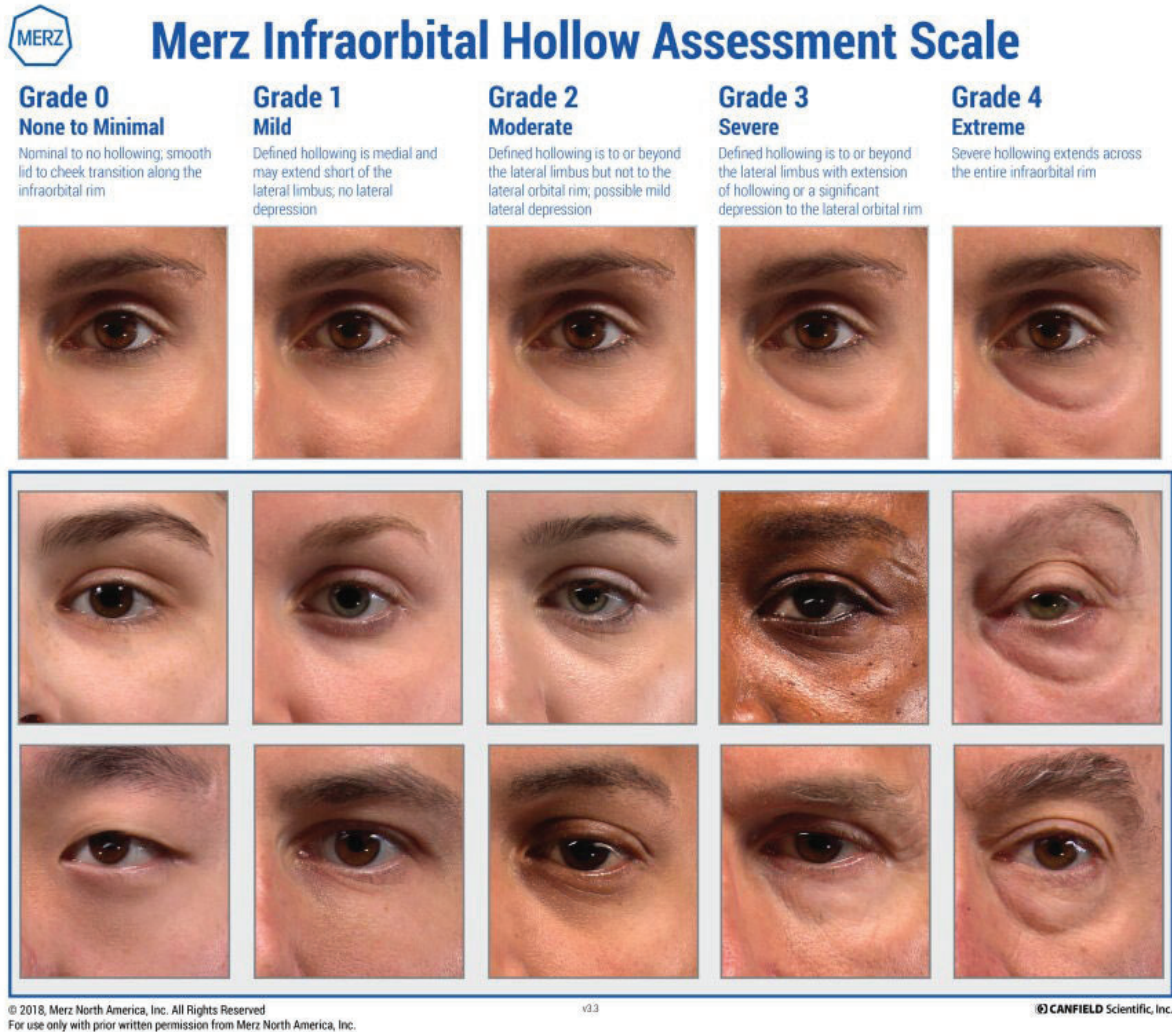 MERZ
Merz Infraorbital Hollow Assessment Scale
Grade 0
None to Minimal
Nominal to no hollowing; smooth
lid to cheek transition along the
infraorbital rim
Grade 1
Mild
Defined hollowing is medial and
may extend short of the
lateral limbus; no lateral
depression
Grade 2
Moderate
Defined hollowing is to or beyond
the lateral limbus but not to the
lateral orbital rim; possible mild
lateral depression
Grade 3
Severe
Defined hollowing is to or beyond
the lateral limbus with extension
of hollowing or a significant
depression to the lateral orbital rim
Grade 4
Extreme
Severe hollowing extends across
the entire infraorbital rim
© 2018, Merz North America, Inc. All Rights Reserved
For use only with prior written permission from Merz North America, Inc.
v3.3
CANFIELD Scientific, Inc.